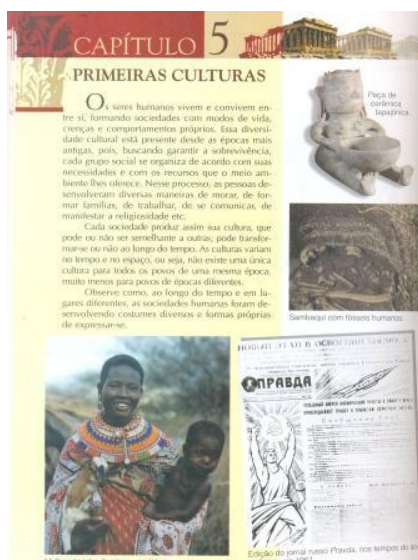 CAPÍTULO 5
PRIMEIRAS CULTURAS
Os seres humanos vivem e convivem en-
tre si, formando sociedades com modos de vida,
crenças e comportamentos próprios. Essa diversi-
dade cultural está presente desde as épocas mais
antigas, pois, buscando garantir a sobrevivência,
cada grupo social se organiza de acordo com suas
necessidades e com os recursos que o meio am-
biente lhes oferece. Nesse processo, as pessoas de-
senvolveram diversas maneiras de morar, de for-
mar famílias, de trabalhar, de se comunicar, de
manifestar a religiosidade etc.
Cada sociedade produz assim sua cultura, que
pode ou não ser semelhante a outras; pode transfor-
mar-se ou não ao longo do tempo. As culturas variam
no tempo e no espaço, ou seja, não existe uma única
cultura para todos os povos de uma mesma época,
muito menos para povos de épocas diferentes.
Observe como, ao longo do tempo e em lu-
gares diferentes, as sociedades humanas foram de-
senvolvendo costumes diversos e formas próprias
de expressar-se.
Peça de
cerâmica
tapajônica.
Sambaqui com fósseis humanos.
ПРАВДА
Edição do jornal russo Pravda, nos tempos do